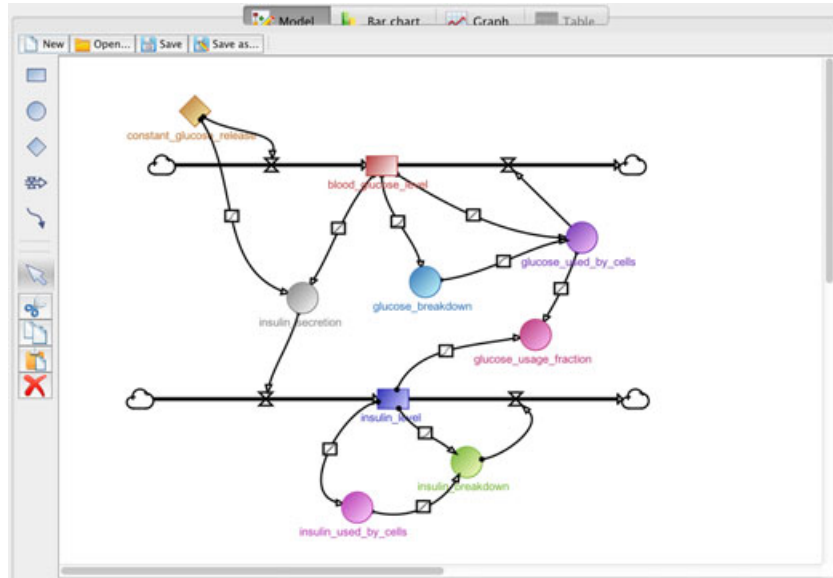 Model Bar chart Graph Table
New Open... Save Save as...
constant_glucose_release
blood_glucose_level
glucose_used_by_cells
glucose_breakdown
insulin_secretion
glucose_usage_fraction
insulin_level
insulin_breakdown
insulin_used_by_cells